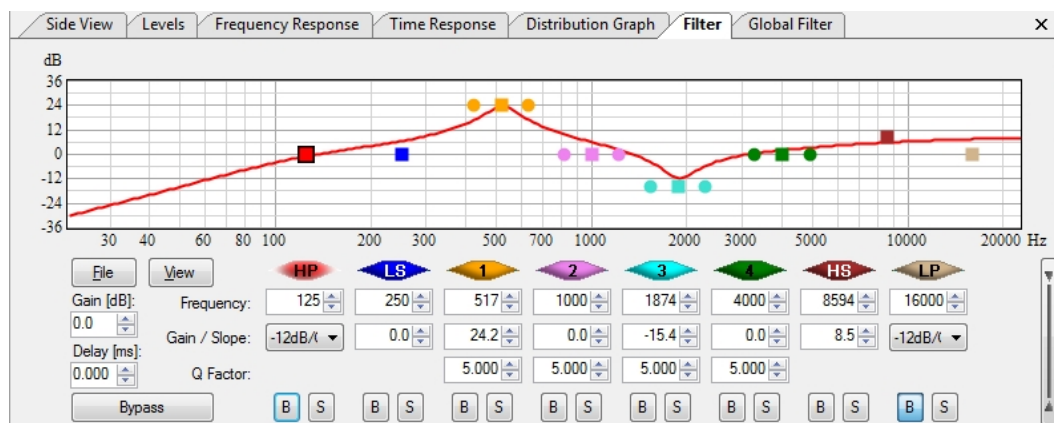 Side View Levels Frequency Response Time Response Distribution Graph Filter Global Filter ×
dB
36
24
12
0
-12
-24
-36
30 40 60 80 100 200 300 400 500 700 1000 2000 3000 5000 10000 20000 Hz
File View HP LS 1 2 3 4 HS LP
Gain [dB]: Frequency: 125 250 517 1000 1874 4000 8594 16000
0.0 Gain / Slope: -12dB/( 0.0 24.2 0.0 -15.4 0.0 8.5 -12dB/(
Delay [ms]:
0.000 Q Factor: 5.000 5.000 5.000 5.000
Bypass B S B S B S B S B S B S B S B S